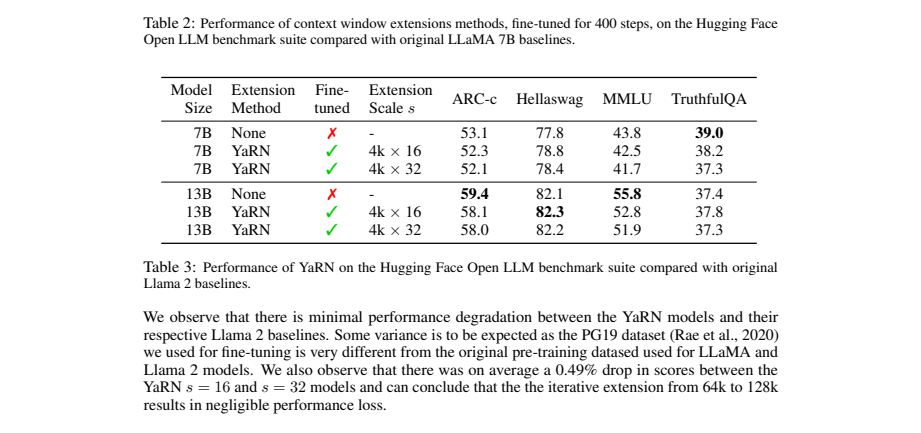 Table 2: Performance of context window extensions methods, fine-tuned for 400 steps, on the Hugging Face
Open LLM benchmark suite compared with original LLaMA 7B baselines.
Model Extension Fine- Extension ARC-c Hellaswag MMLU TruthfulQA
Size Method tuned Scale s
7B None ✗ - 53.1 77.8 43.8 39.0
7B YaRN ✓ 4k × 16 52.3 78.8 42.5 38.2
7B YaRN ✓ 4k × 32 52.1 78.4 41.7 37.3
13B None ✗ - 59.4 82.1 55.8 37.4
13B YaRN ✓ 4k × 16 58.1 82.3 52.8 37.8
13B YaRN ✓ 4k × 32 58.0 82.2 51.9 37.3
Table 3: Performance of YaRN on the Hugging Face Open LLM benchmark suite compared with original
Llama 2 baselines.
We observe that there is minimal performance degradation between the YaRN models and their
respective Llama 2 baselines. Some variance is to be expected as the PG19 dataset (Rae et al., 2020)
we used for fine-tuning is very different from the original pre-training datased used for LLaMA and
Llama 2 models. We also observe that there was on average a 0.49% drop in scores between the
YaRN s = 16 and s = 32 models and can conclude that the the iterative extension from 64k to 128k
results in negligible performance loss.